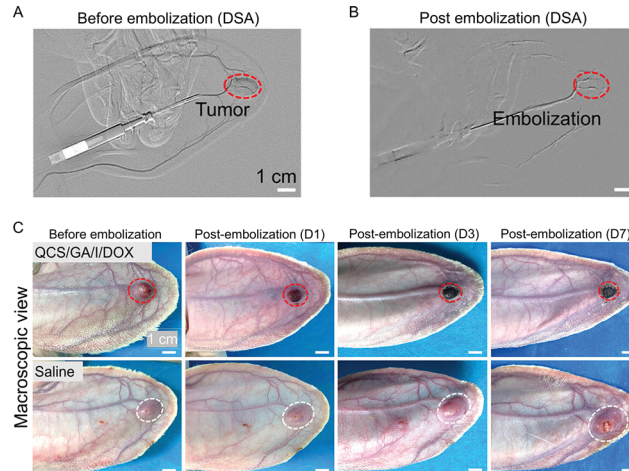 A
Before embolization (DSA)
Tumor
1 cm
B
Post embolization (DSA)
Embolization
C
Before embolization
Post-embolization (D1)
Post-embolization (D3)
Post-embolization (D7)
Macroscopic view
QCS/GA/I/DOX
1 cm
Saline